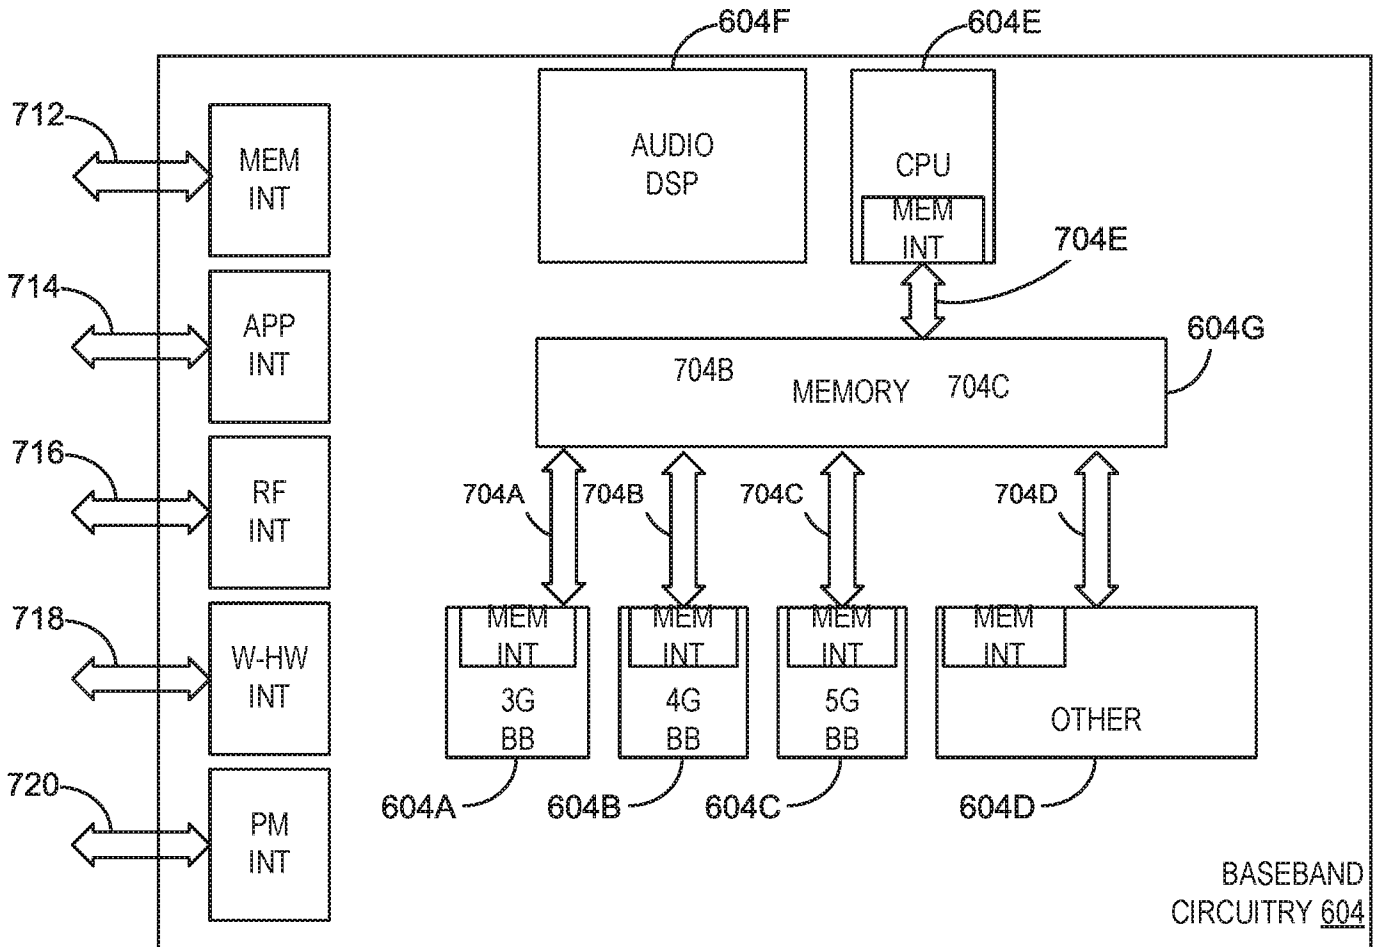 604F
604E
712
MEM
INT
AUDIO
DSP
CPU
MEM
INT
704E
714
APP
INT
604G
704B
MEMORY
704C
716
RF
INT
704A
704B
704C
704D
718
W-HW
INT
MEM
INT
3G
BB
MEM
INT
4G
BB
MEM
INT
5G
BB
MEM
INT
OTHER
720
PM
INT
604A
604B
604C
604D
BASEBAND
CIRCUITRY 604